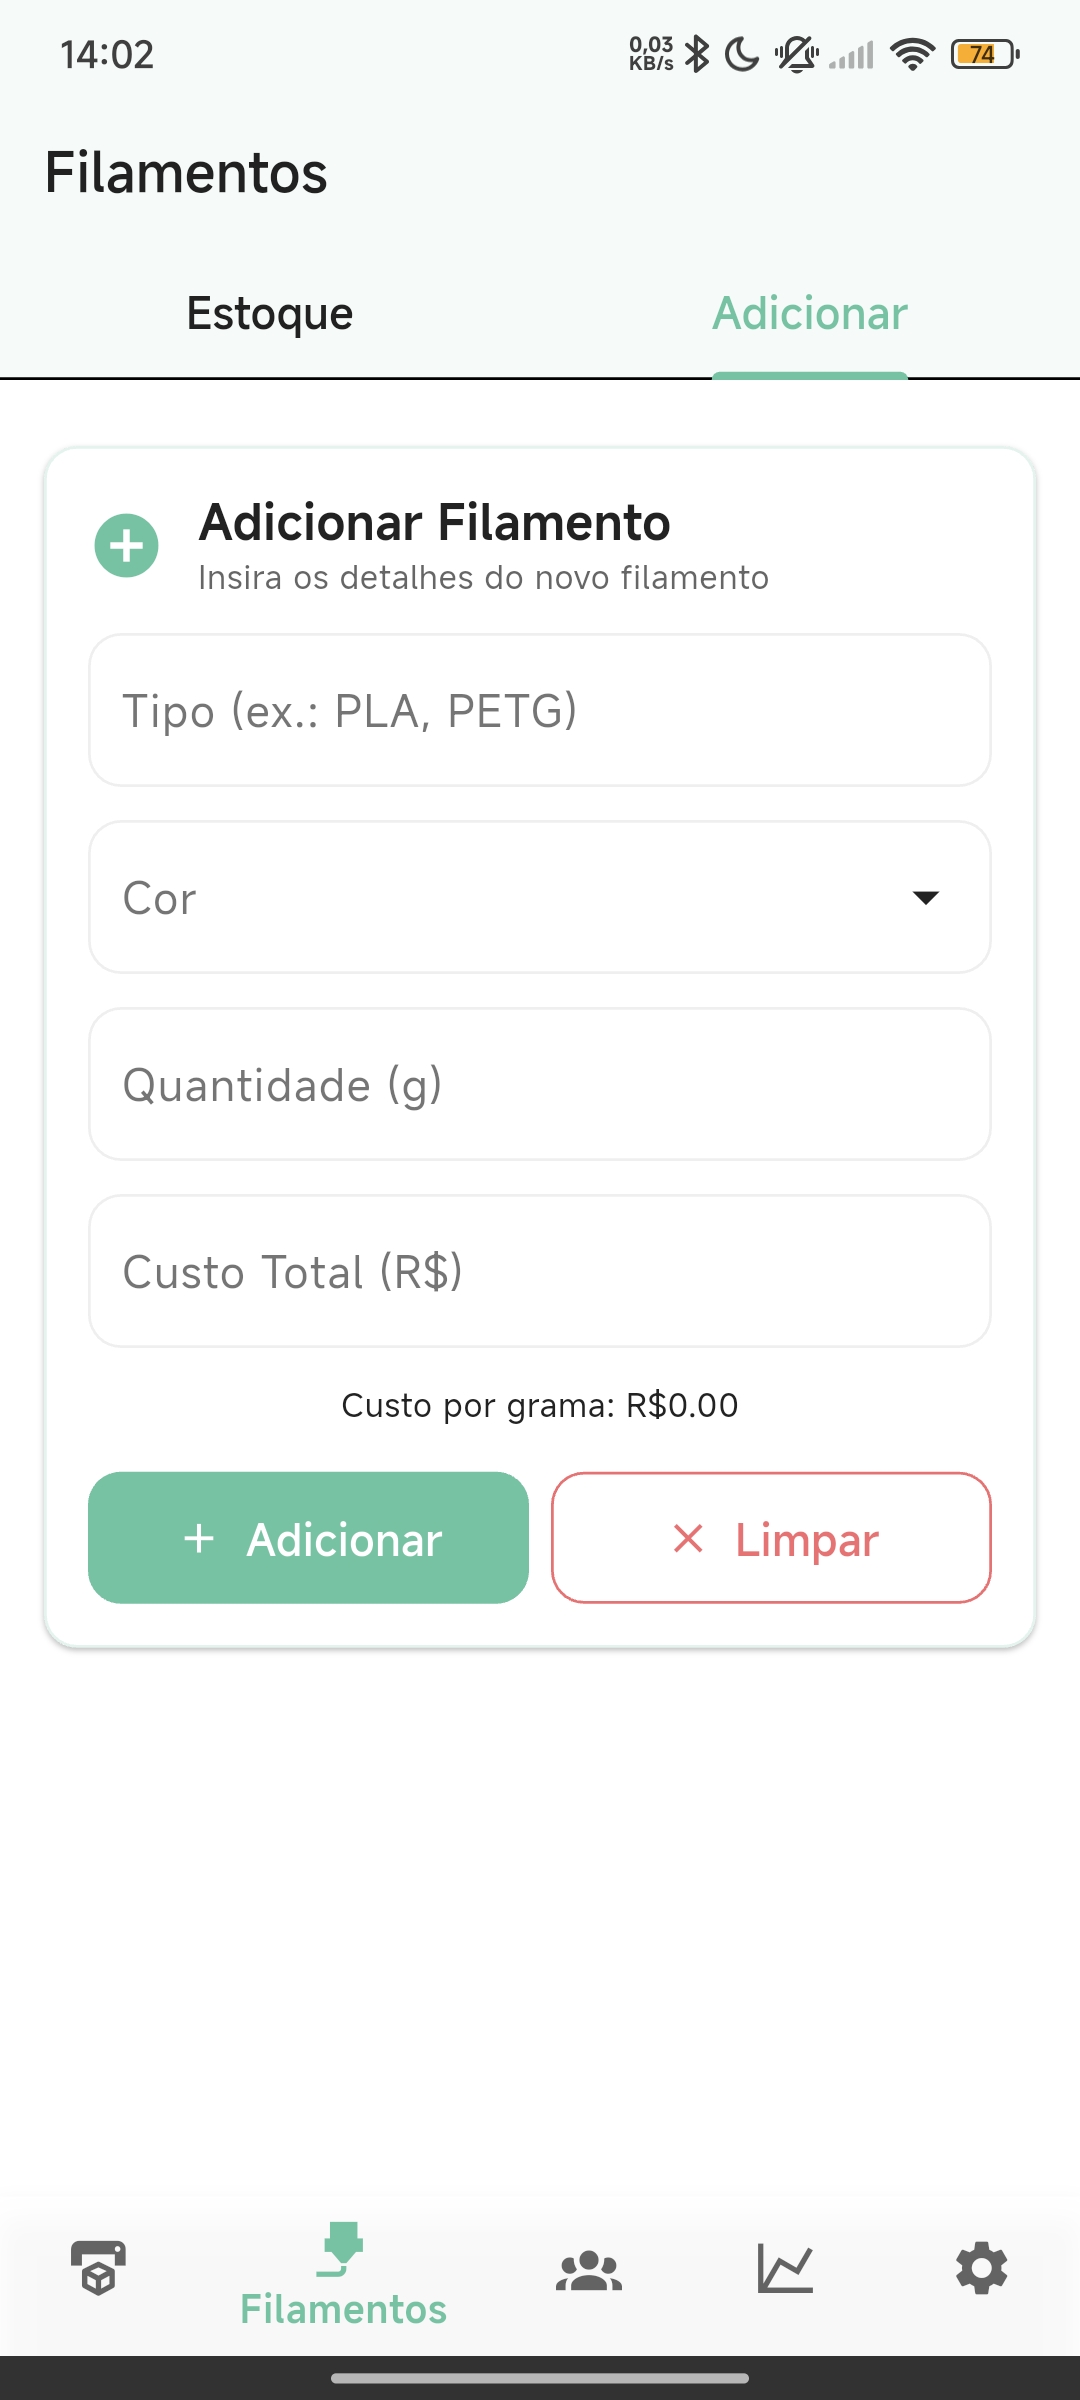 14:02
0,03
KB/s
74
Filamentos
Estoque
Adicionar
Adicionar Filamento
Insira os detalhes do novo filamento
Tipo (ex.: PLA, PETG)
Cor
Quantidade (g)
Custo Total (R$)
Custo por grama: R$0.00
+ Adicionar
× Limpar
Filamentos